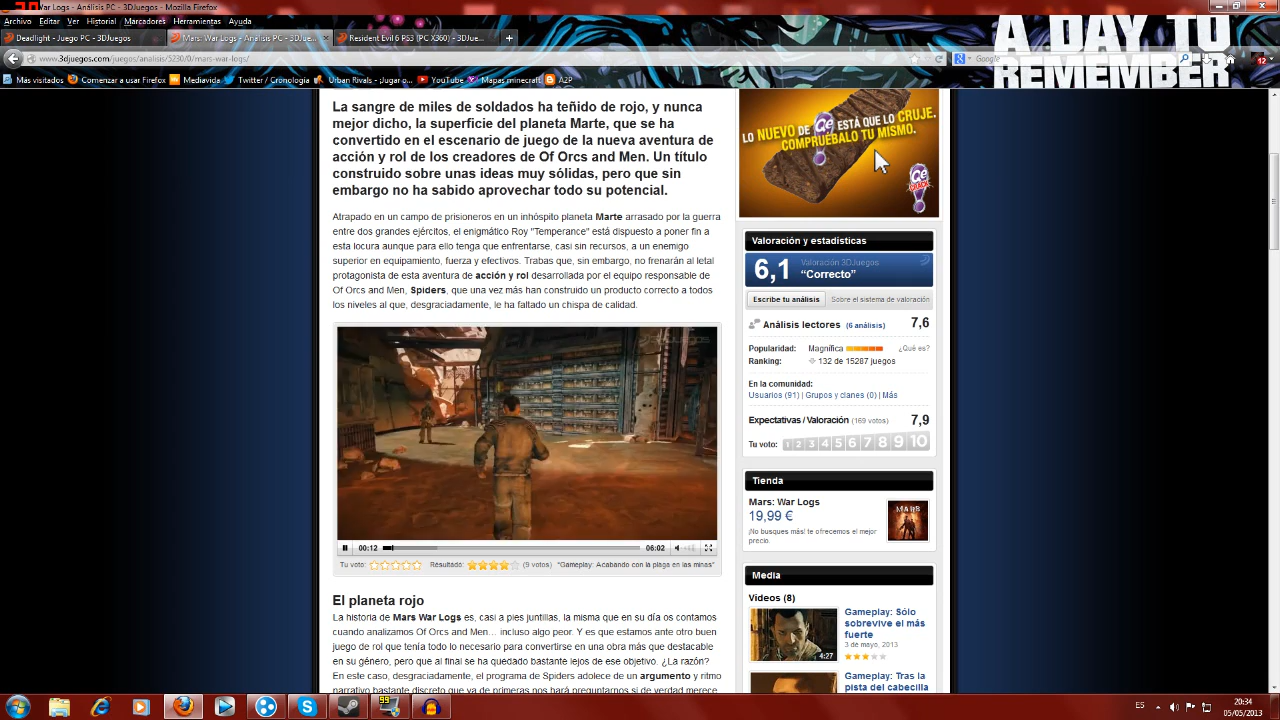 War Logs - Análisis PC - 3DJuegos - Mozilla Firefox
Archivo Editar Ver Historial Marcadores Herramientas Ayuda
Deadlight - Juego PC - 3DJuegos
Mars: War Logs - Análisis PC - 3DJue...
Resident Evil 6 PS3 (PC X360) - 3DJue...
www.3djuegos.com/juegos/analisis/5230/0/mars-war-logs/
Google
A DAY TO
REMEMBER
Más visitados Comenzar a usar Firefox Mediavida Twitter / Cronología Urban Rivals - ¡Jugar o... YouTube Mapas minecraft A2P
La sangre de miles de soldados ha teñido de rojo, y nunca
mejor dicho, la superficie del planeta Marte, que se ha
convertido en el escenario de juego de la nueva aventura de
acción y rol de los creadores de Of Orcs and Men. Un título
construido sobre unas ideas muy sólidas, pero que sin
embargo no ha sabido aprovechar todo su potencial.
Atrapado en un campo de prisioneros en un inhóspito planeta Marte arrasado por la guerra
entre dos grandes ejércitos, el enigmático Roy "Temperance" está dispuesto a poner fin a
esta locura aunque para ello tenga que enfrentarse, casi sin recursos, a un enemigo
superior en equipamiento, fuerza y efectivos. Trabas que, sin embargo, no frenarán al letal
protagonista de esta aventura de acción y rol desarrollada por el equipo responsable de
Of Orcs and Men, Spiders, que una vez más han construido un producto correcto a todos
los niveles al que, desgraciadamente, le ha faltado un chispa de calidad.
3DJUEGOS
00:12 06:02
Tu voto: Resultado: (9 votos) "Gameplay: Acabando con la plaga en las minas"
El planeta rojo
La historia de Mars War Logs es, casi a pies juntillas, la misma que en su día os contamos
cuando analizamos Of Orcs and Men... incluso algo peor. Y es que estamos ante otro buen
juego de rol que tenía todo lo necesario para convertirse en una obra más que destacable
en su género, pero que al final se ha quedado bastante lejos de ese objetivo. ¿La razón?
En este caso, desgraciadamente, el programa de Spiders adolece de un argumento y ritmo
narrativo bastante discreto que ya de primeras nos hará preguntarnos si de verdad merece
LO NUEVO DE Qé ESTÁ QUE LO CRUJE.
COMPRUÉBALO TU MISMO.
Valoración y estadísticas
6,1
Valoración 3DJuegos
“Correcto”
Escribe tu análisis Sobre el sistema de valoración
Análisis lectores (6 análisis) 7,6
Popularidad: Magnífica ¿Qué es?
Ranking: 132 de 15287 juegos
En la comunidad:
Usuarios (91) | Grupos y clanes (0) | Más
Expectativas / Valoración (169 votos) 7,9
Tu voto: 1 2 3 4 5 6 7 8 9 10
Tienda
Mars: War Logs
19,99 €
¡No busques más! te ofrecemos el mejor
precio.
MARS
Media
Vídeos (8)
Gameplay: Sólo
sobrevive el más
fuerte
3 de mayo, 2013
4:27
Gameplay: Tras la
pista del cabecilla
99
ES
20:34
05/05/2013